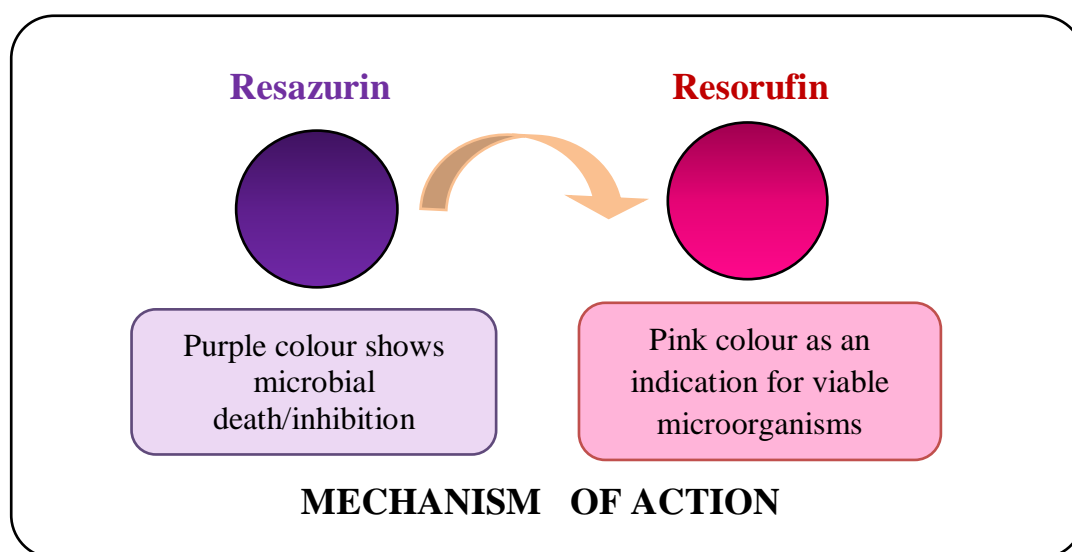 Resazurin
Resorufin
Purple colour shows
microbial
death/inhibition
Pink colour as an
indication for viable
microorganisms
MECHANISM OF ACTION